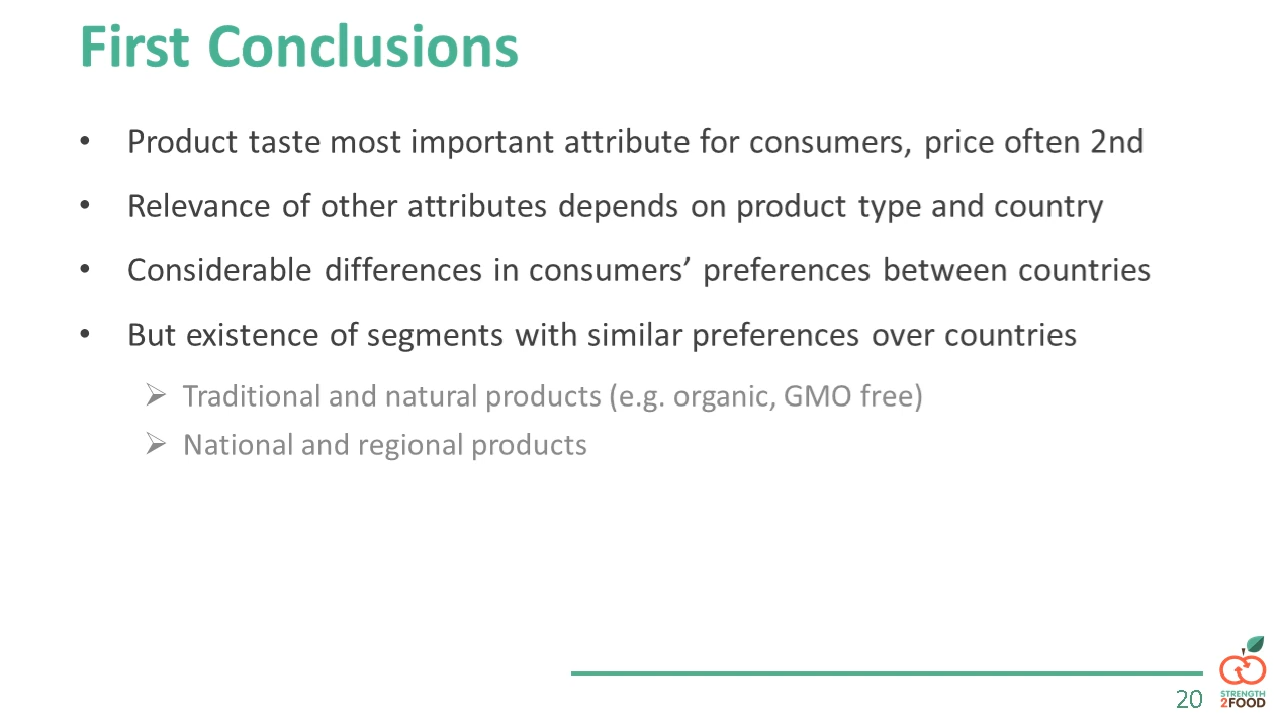 First Conclusions
• Product taste most important attribute for consumers, price often 2nd
• Relevance of other attributes depends on product type and country
• Considerable differences in consumers’ preferences between countries
• But existence of segments with similar preferences over countries
➢ Traditional and natural products (e.g. organic, GMO free)
➢ National and regional products
20
STRENGTH
2FOOD